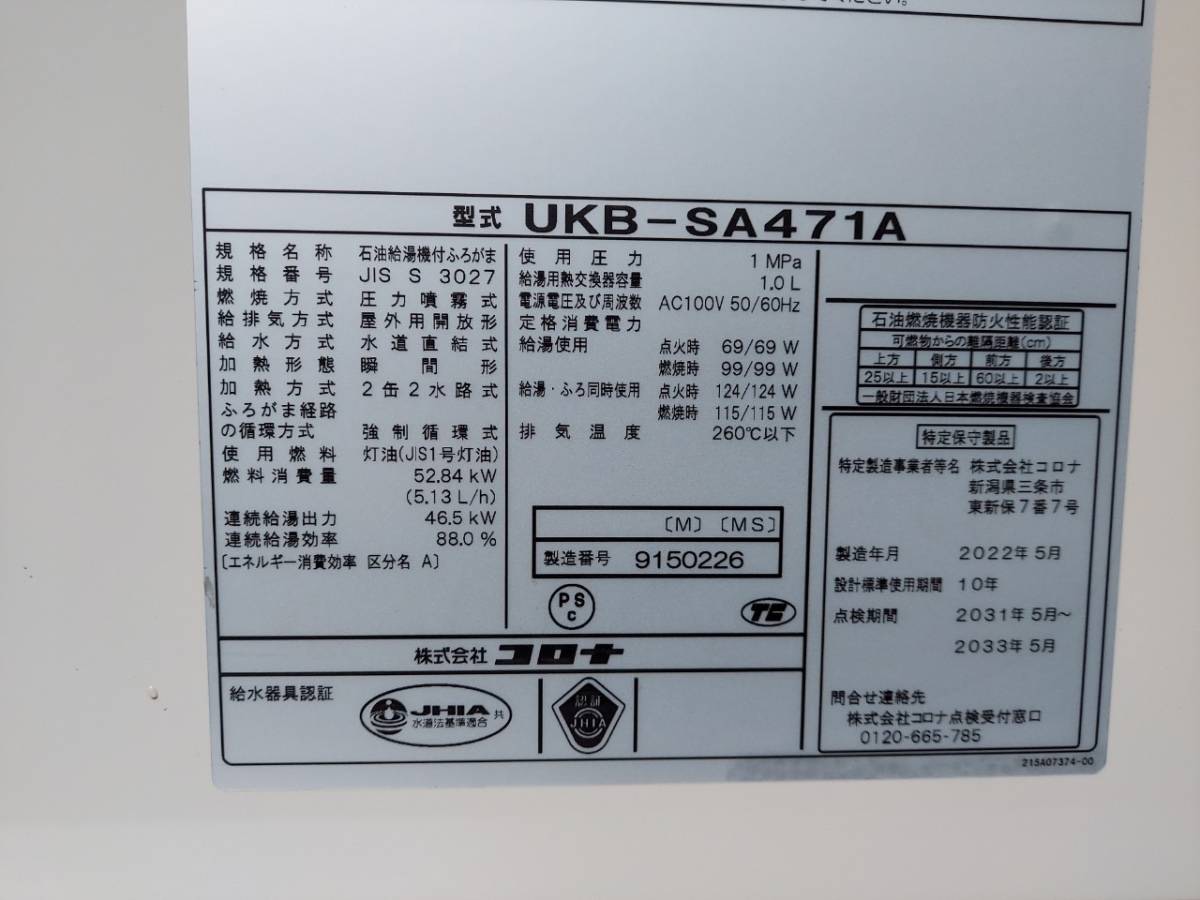 ください。
型式 UKB-SA471A
規格名称 石油給湯機付ふろがま
規格番号 JIS S 3027
燃焼方式 圧力噴霧式
給排気方式 屋外用開放形
給水方式 水道直結式
加熱形態 瞬間形
加熱方式 2缶2水路式
ふろがま経路
の循環方式 強制循環式
使用燃料 灯油(JIS1号灯油)
燃料消費量 52.84 kW
(5.13 L/h)
連続給湯出力 46.5 kW
連続給湯効率 88.0 %
〔エネルギー消費効率 区分名 A〕
使用圧力 1 MPa
給湯用熱交換器容量 1.0 L
電源電圧及び周波数 AC100V 50/60Hz
定格消費電力
給湯使用 点火時 69/69 W
燃焼時 99/99 W
給湯・ふろ同時使用 点火時 124/124 W
燃焼時 115/115 W
排気温度 260℃以下
〔M〕〔MS〕
製造番号 9150226
PS
C
TC
石油燃焼機器防火性能認証
可燃物からの離隔距離(cm)
上方 側方 前方 後方
25以上 15以上 60以上 2以上
一般財団法人日本燃焼機器検査協会
特定保守製品
特定製造事業者等名 株式会社コロナ
新潟県三条市
東新保7番7号
製造年月 2022年5月
設計標準使用期間 10年
点検期間 2031年5月～
2033年5月
問合せ連絡先
株式会社コロナ点検受付窓口
0120-665-785
株式会社 コロナ
給水器具認証
JHIA 共
水道法基準適合
認証
JHIA
215A07374-00